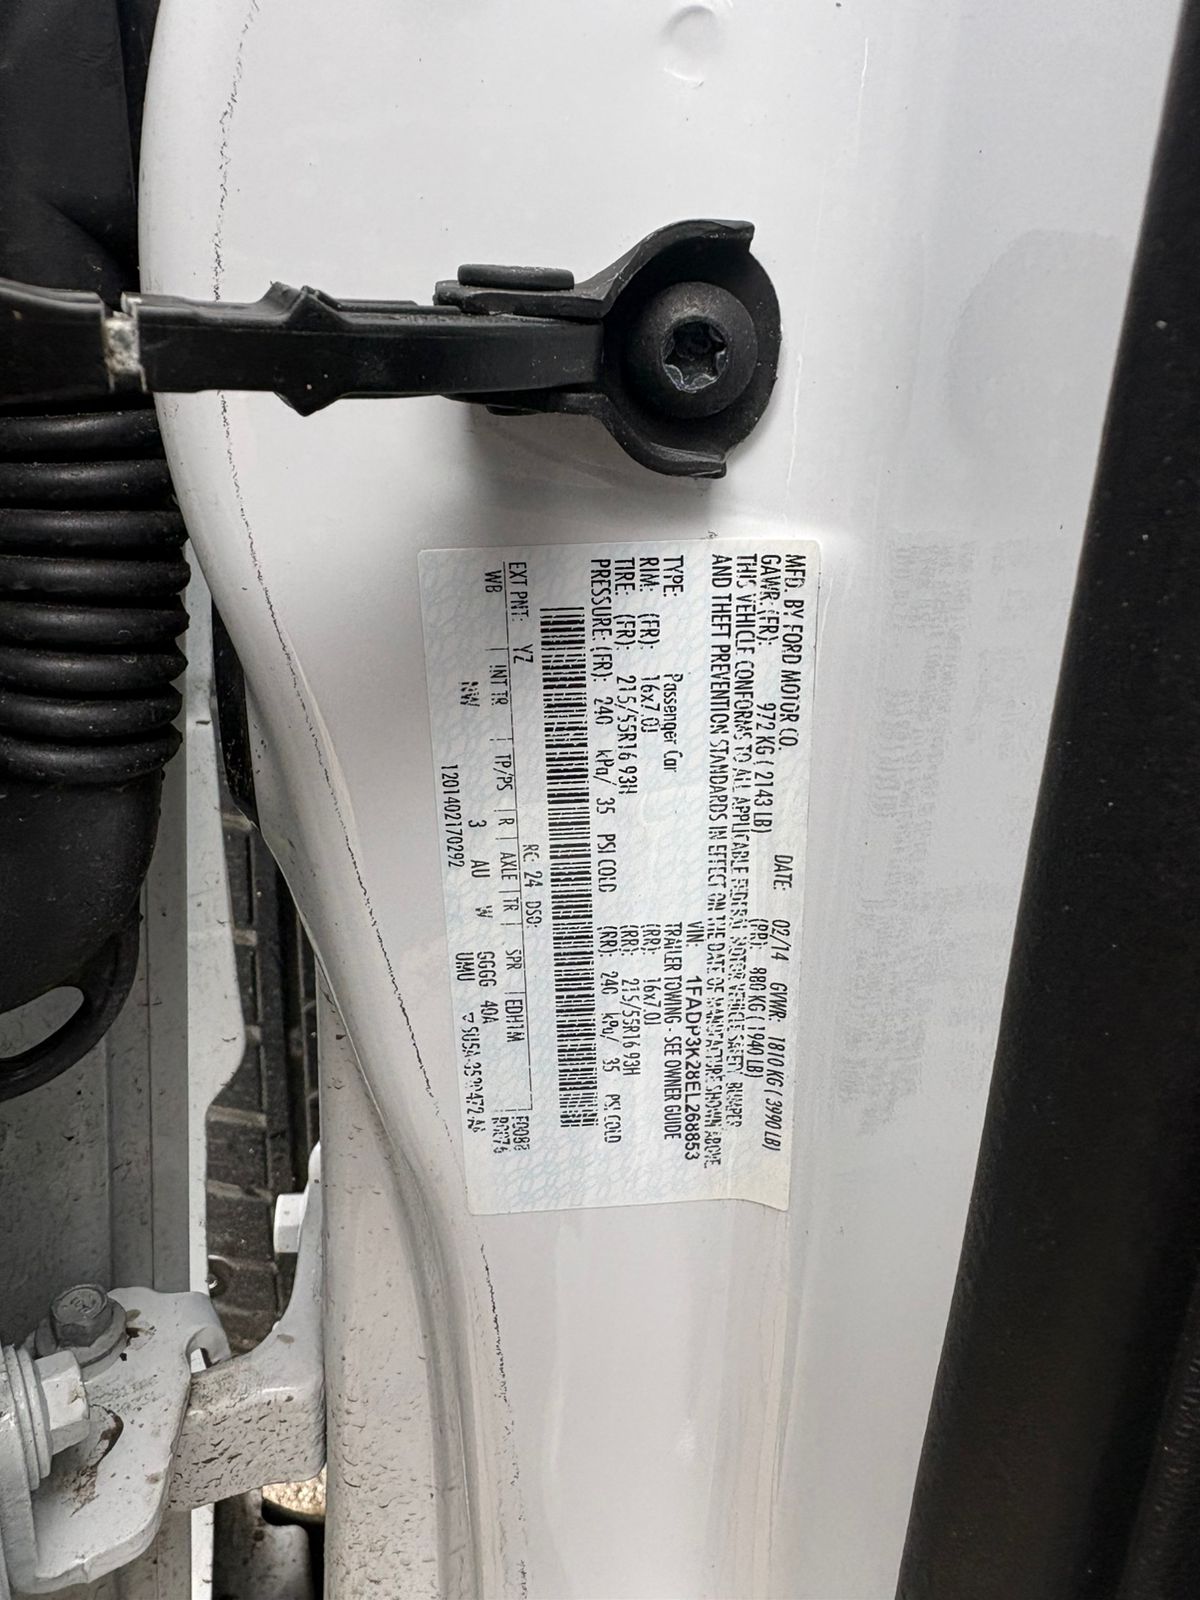 MFD. BY FORD MOTOR CO.
DATE: 02/14 GVWR: 1810 KG ( 3990 LB)
GAWR: (FR): 972 KG ( 2143 LB) (RR): 880 KG ( 1940 LB)
THIS VEHICLE CONFORMS TO ALL APPLICABLE FEDERAL MOTOR VEHICLE SAFETY, BUMPER
AND THEFT PREVENTION STANDARDS IN EFFECT ON THE DATE OF MANUFACTURE SHOWN ABOVE
VIN: 1FADP3K28EL268853
TYPE: Passenger Car TRAILER TOWING - SEE OWNER GUIDE
RIM: (FR): 16x7.0J (RR): 16x7.0J
TIRE: (FR): 215/55R16 93H (RR): 215/55R16 93H
PRESSURE: (FR): 240 kPa/ 35 PSI COLD (RR): 240 kPa/ 35 PSI COLD
EXT PNT: YZ RC: 24 DSO:
WB INT TR TP/PS R AXLE TR SPR EDH1M
3 AU W GGGG 40A
1201402170292 UMU